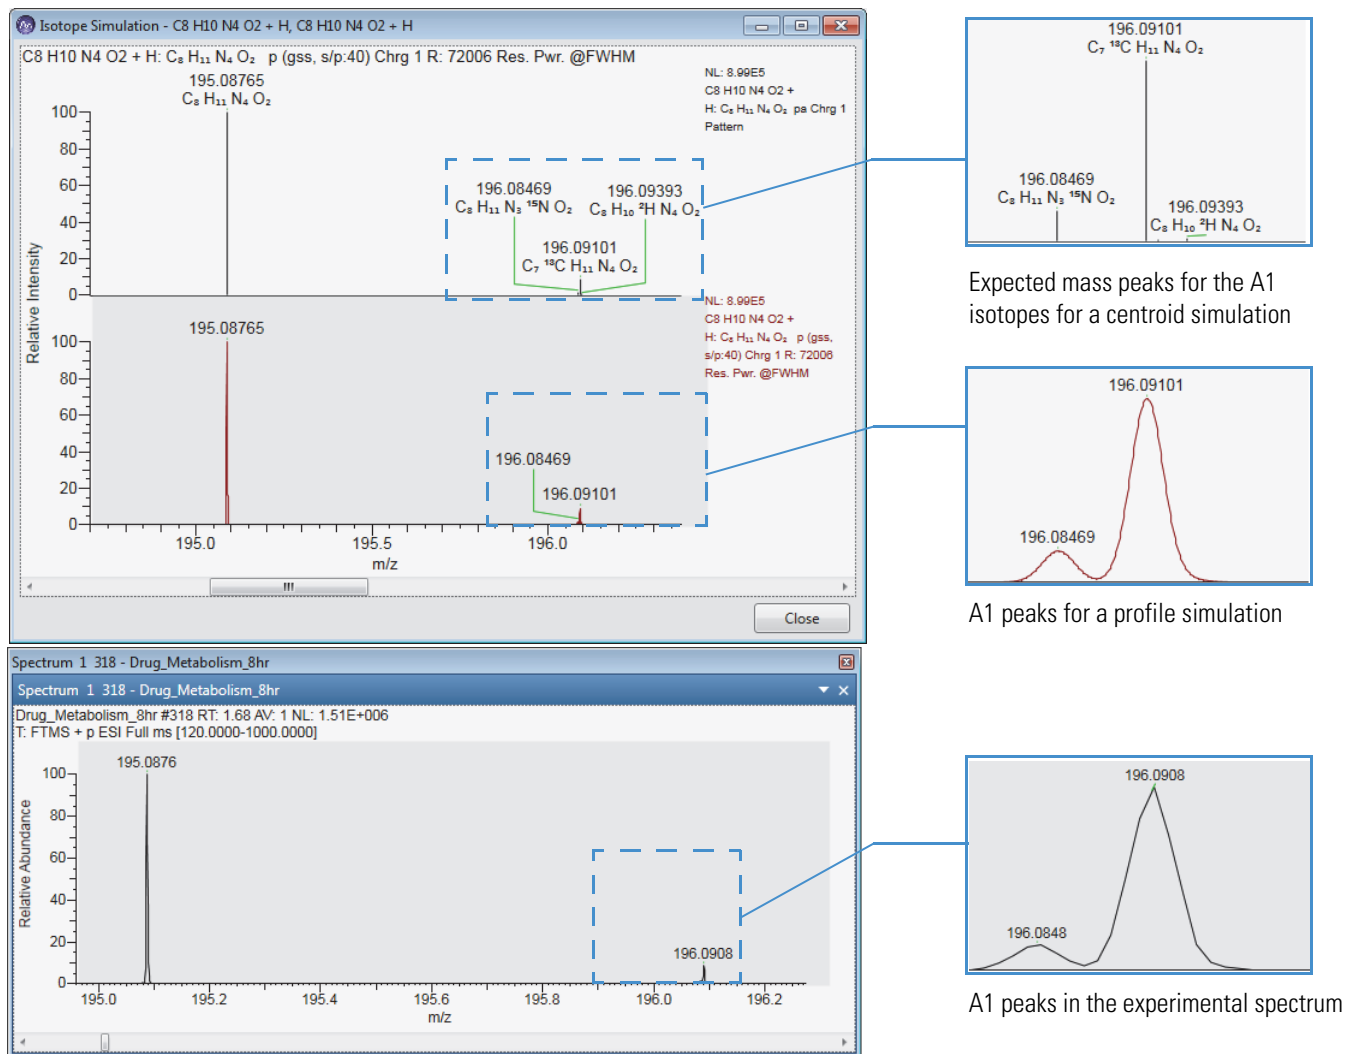 Isotope Simulation - C8 H10 N4 O2 + H, C8 H10 N4 O2 + H
C8 H10 N4 O2 + H: C₈ H₁₁ N₄ O₂ p (gss, s/p:40) Chrg 1 R: 72006 Res. Pwr. @FWHM
NL: 8.99E5
C8 H10 N4 O2 +
H: C₈ H₁₁ N₄ O₂ pa Chrg 1
Pattern
195.08765
C₈ H₁₁ N₄ O₂
100
80
60
40
20
0
196.08469
C₈ H₁₁ N₃ ¹⁵N O₂
196.09393
C₈ H₁₀ ²H N₄ O₂
196.09101
C₇ ¹³C H₁₁ N₄ O₂
Relative Intensity
NL: 8.99E5
C8 H10 N4 O2 +
H: C₈ H₁₁ N₄ O₂ p (gss,
s/p:40) Chrg 1 R: 72006
Res. Pwr. @FWHM
195.08765
100
80
60
40
20
0
196.08469
196.09101
195.0
195.5
196.0
m/z
Close
196.09101
C₇ ¹³C H₁₁ N₄ O₂
196.08469
C₈ H₁₁ N₃ ¹⁵N O₂
196.09393
C₈ H₁₀ ²H N₄ O₂
Expected mass peaks for the A1
isotopes for a centroid simulation
196.09101
196.08469
A1 peaks for a profile simulation
Spectrum 1 318 - Drug_Metabolism_8hr
Spectrum 1 318 - Drug_Metabolism_8hr
Drug_Metabolism_8hr #318 RT: 1.68 AV: 1 NL: 1.51E+006
T: FTMS + p ESI Full ms [120.0000-1000.0000]
195.0876
100
80
60
40
20
0
Relative Abundance
196.0908
195.0
195.2
195.4
195.6
195.8
196.0
196.2
m/z
196.0908
196.0848
A1 peaks in the experimental spectrum